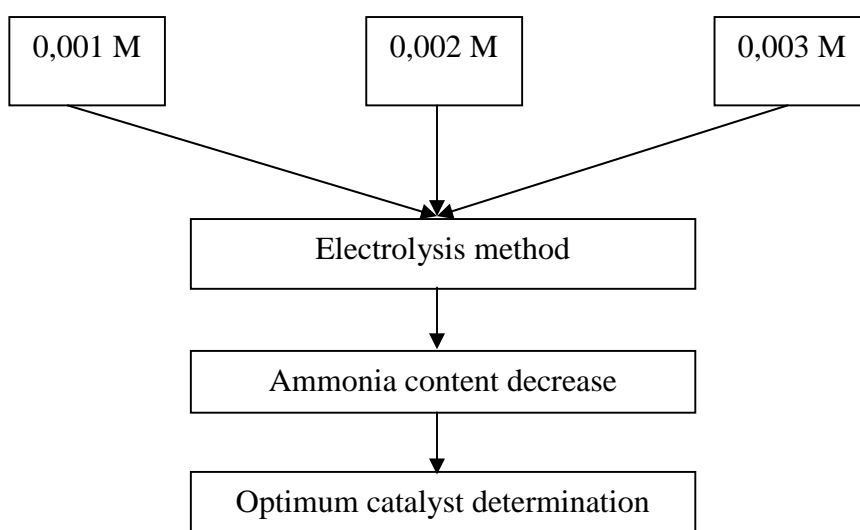 0,001 M
0,002 M
0,003 M
Electrolysis method
Ammonia content decrease
Optimum catalyst determination